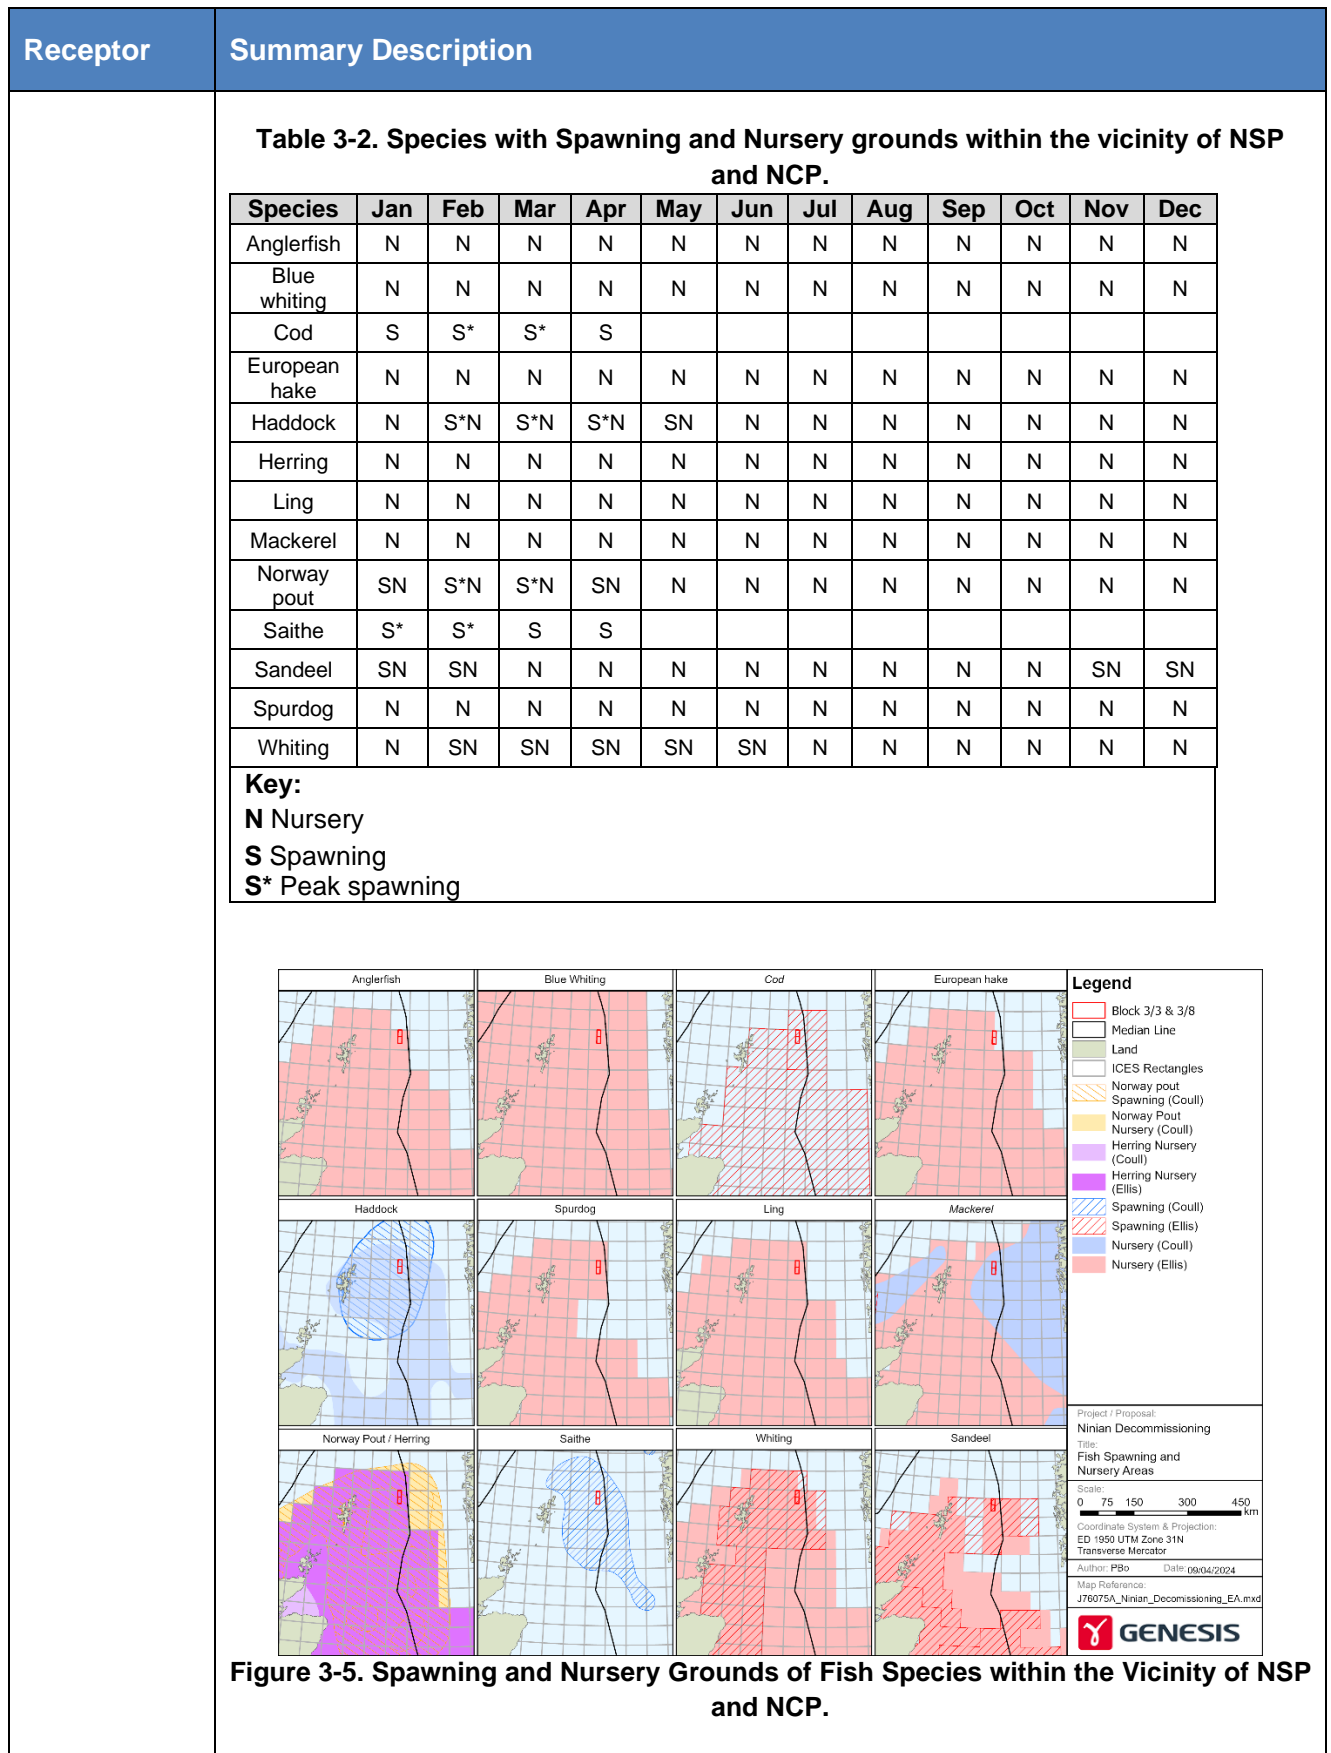 Receptor Summary Description
Table 3-2. Species with Spawning and Nursery grounds within the vicinity of NSP
and NCP.
Species Jan Feb Mar Apr May Jun Jul Aug Sep Oct Nov Dec
Anglerfish N N N N N N N N N N N N
Blue
whiting N N N N N N N N N N N N
Cod S S* S* S
European
hake N N N N N N N N N N N N
Haddock N S*N S*N S*N SN N N N N N N N
Herring N N N N N N N N N N N N
Ling N N N N N N N N N N N N
Mackerel N N N N N N N N N N N N
Norway
pout SN S*N S*N SN N N N N N N N N
Saithe S* S* S S
Sandeel SN SN N N N N N N N N SN SN
Spurdog N N N N N N N N N N N N
Whiting N SN SN SN SN SN N N N N N N
Key:
N Nursery
S Spawning
S* Peak spawning
Anglerfish Blue Whiting Cod European hake
Haddock Spurdog Ling Mackerel
Norway Pout / Herring Saithe Whiting Sandeel
Legend
Block 3/3 & 3/8
Median Line
Land
ICES Rectangles
Norway pout
Spawning (Coull)
Norway Pout
Nursery (Coull)
Herring Nursery
(Coull)
Herring Nursery
(Ellis)
Spawning (Coull)
Spawning (Ellis)
Nursery (Coull)
Nursery (Ellis)
Project / Proposal:
Ninian Decommissioning
Title:
Fish Spawning and
Nursery Areas
Scale:
0 75 150 300 450
km
Coordinate System & Projection:
ED 1950 UTM Zone 31N
Transverse Mercator
Author: PBo Date: 09/04/2024
Map Reference:
J76075A_Ninian_Decomissioning_EA.mxd
GENESIS
Figure 3-5. Spawning and Nursery Grounds of Fish Species within the Vicinity of NSP
and NCP.